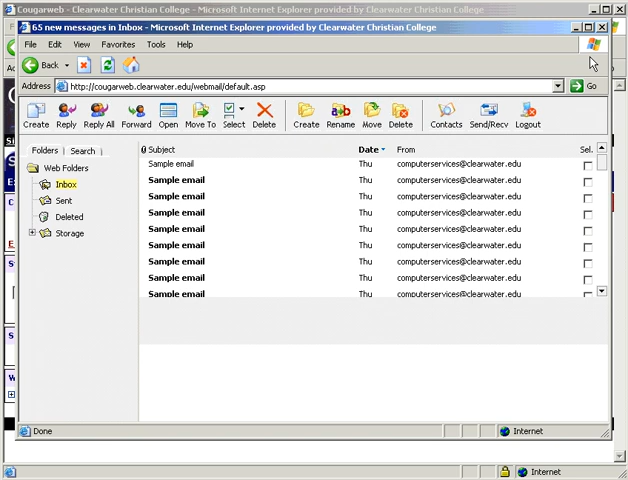 Cougarweb - Clearwater Christian College - Microsoft Internet Explorer provided by Clearwater Christian College
65 new messages in Inbox - Microsoft Internet Explorer provided by Clearwater Christian College
File Edit View Favorites Tools Help
Back
Address http://cougarweb.clearwater.edu/webmail/default.asp Go
Create Reply Reply All Forward Open Move To Select Delete Create Rename Move Delete Contacts Send/Recv Logout
Folders Search
Subject Date From Sel.
Web Folders
Inbox
Sent
Deleted
Storage
Sample email Thu computerservices@clearwater.edu
Sample email Thu computerservices@clearwater.edu
Sample email Thu computerservices@clearwater.edu
Sample email Thu computerservices@clearwater.edu
Sample email Thu computerservices@clearwater.edu
Sample email Thu computerservices@clearwater.edu
Sample email Thu computerservices@clearwater.edu
Sample email Thu computerservices@clearwater.edu
Sample email Thu computerservices@clearwater.edu
Done Internet
Internet